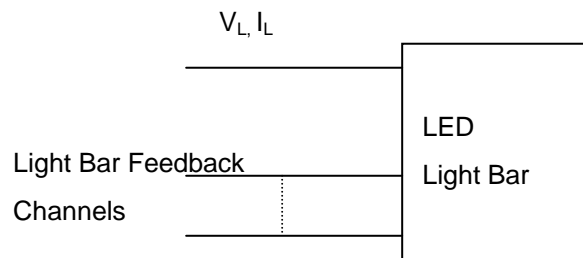 VL, IL
LED
Light Bar Feedback
Light Bar
Channels